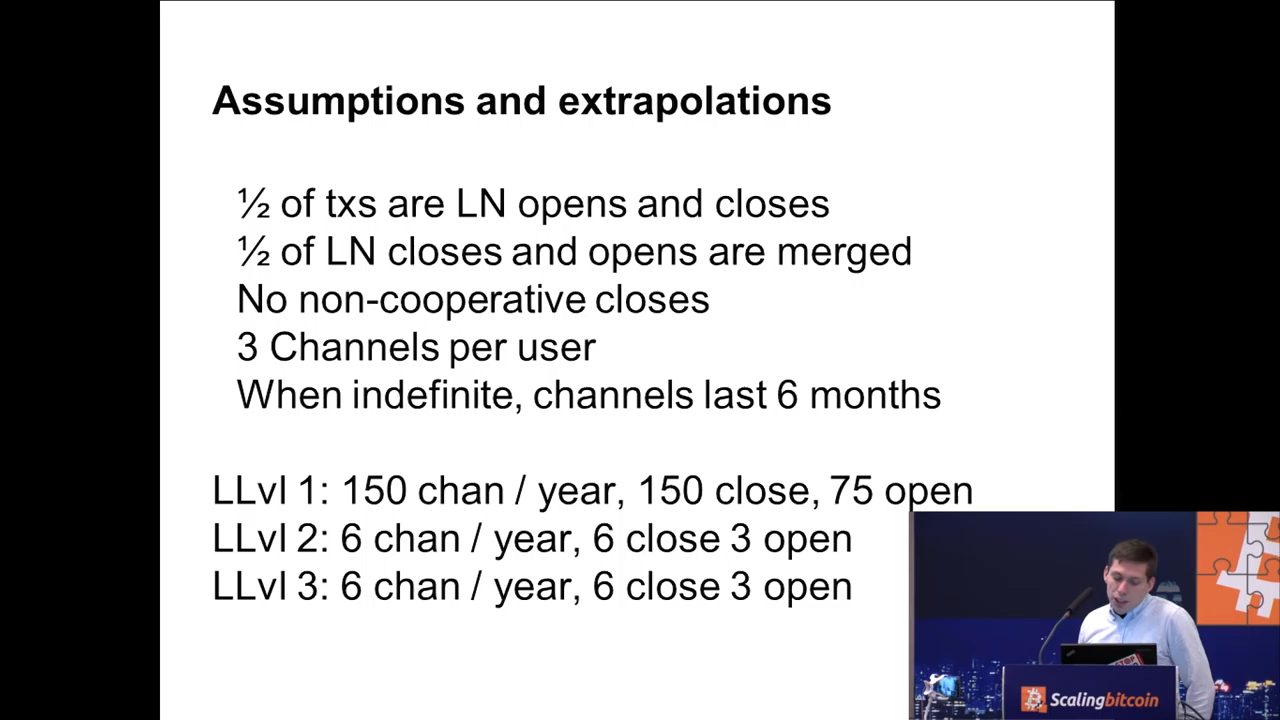 Assumptions and extrapolations
½ of txs are LN opens and closes
½ of LN closes and opens are merged
No non-cooperative closes
3 Channels per user
When indefinite, channels last 6 months
LLvl 1: 150 chan / year, 150 close, 75 open
LLvl 2: 6 chan / year, 6 close 3 open
LLvl 3: 6 chan / year, 6 close 3 open
Scalingbitcoin